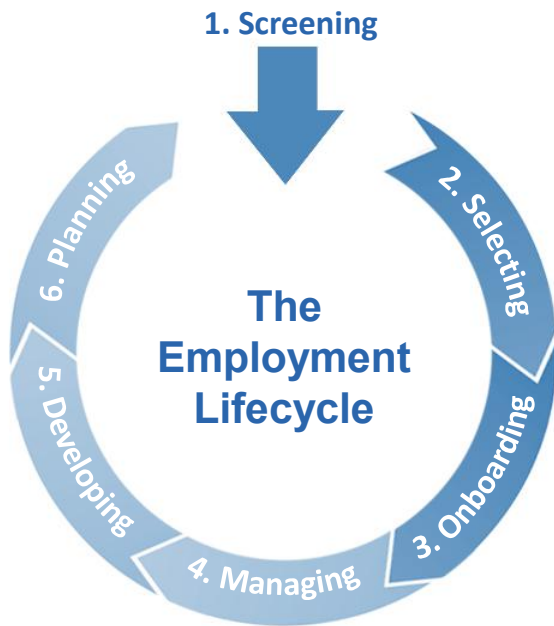 1. Screening
2. Selecting
3. Onboarding
4. Managing
5. Developing
6. Planning
The
Employment
Lifecycle